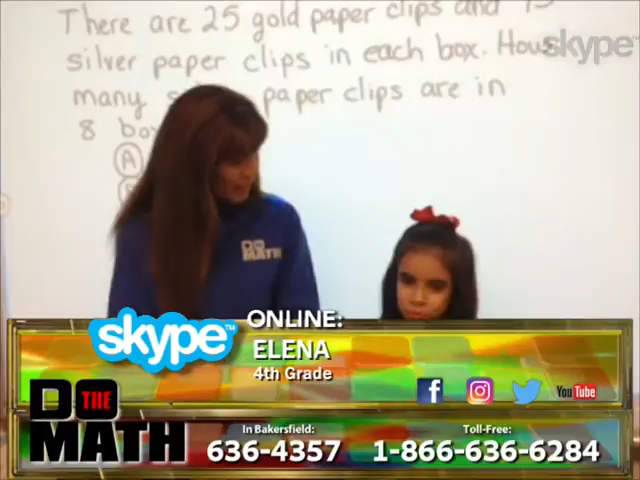 There are 25 gold paper clips and
silver paper clips in each box. How
many paper clips are in
8
A
skype™
DO
MATH
skype™
ONLINE:
ELENA
4th Grade
f
YouTube
DO THE
MATH
In Bakersfield:
636-4357
Toll-Free:
1-866-636-6284